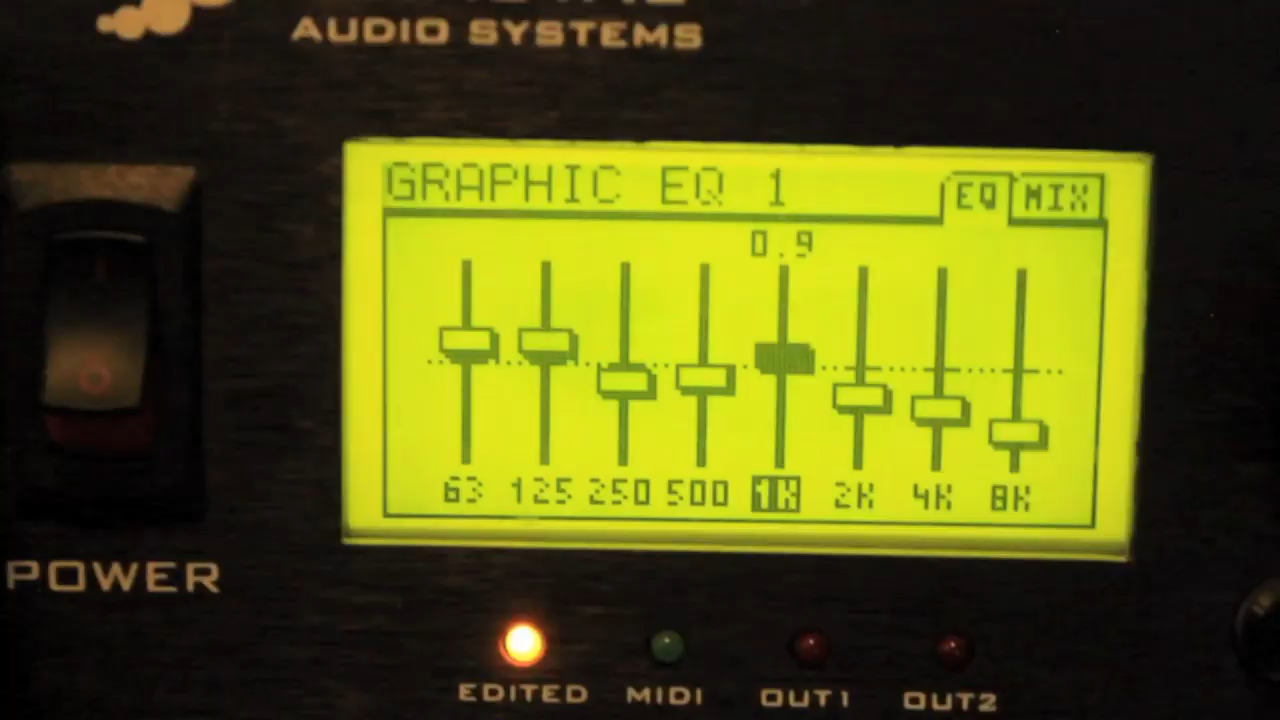 AUDIO SYSTEMS
GRAPHIC EQ 1
EQ MIX
0.9
63 125 250 500 1K 2K 4K 8K
POWER
EDITED MIDI OUT1 OUT2